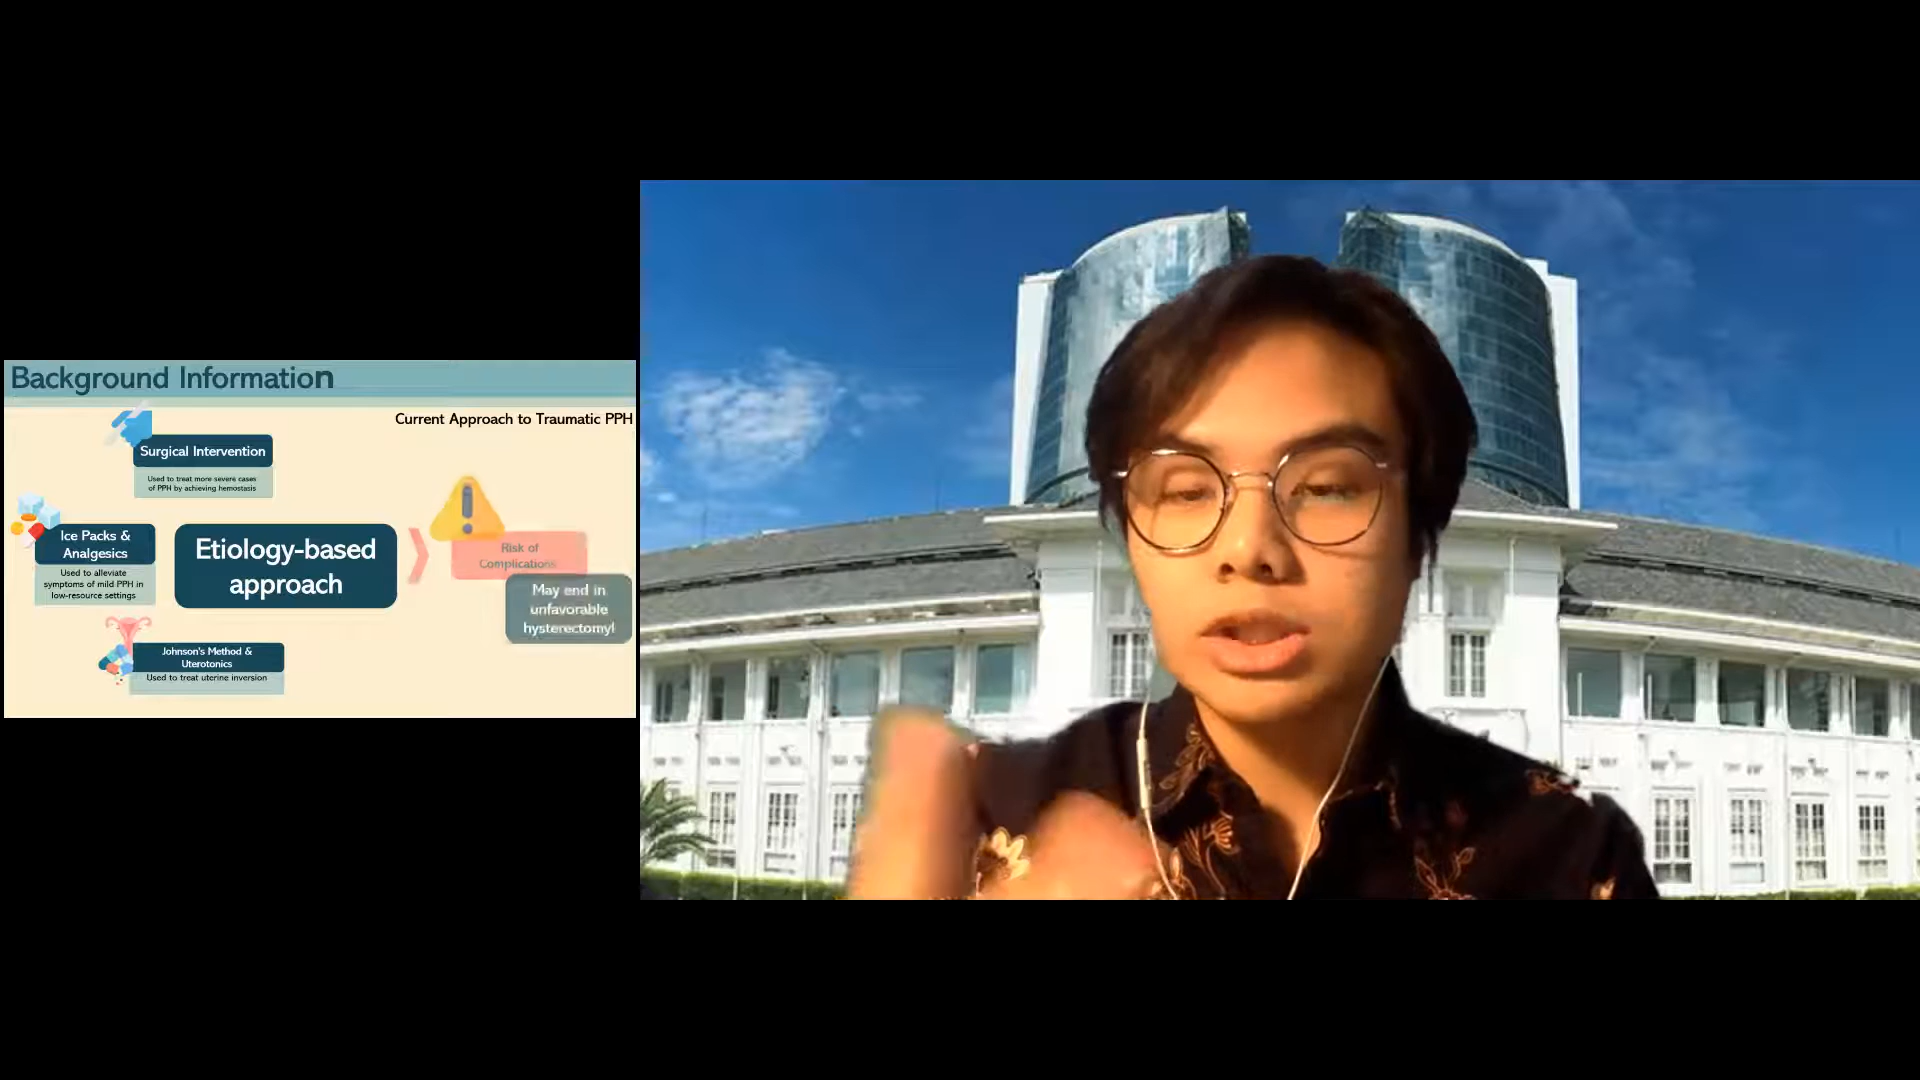 Background Information
Current Approach to Traumatic PPH
Surgical Intervention
Used to treat more severe cases
of PPH by achieving hemostasis
Ice Packs &
Analgesics
Used to alleviate
symptoms of mild PPH in
low-resource settings
Etiology-based
approach
Risk of
Complications
May end in
unfavorable
hysterectomy!
Johnson's Method &
Uterotonics
Used to treat uterine inversion